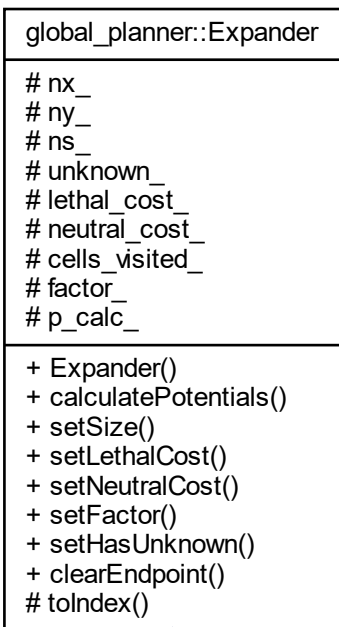 global_planner::Expander
# nx_
# ny_
# ns_
# unknown_
# lethal_cost_
# neutral_cost_
# cells_visited_
# factor_
# p_calc_
+ Expander()
+ calculatePotentials()
+ setSize()
+ setLethalCost()
+ setNeutralCost()
+ setFactor()
+ setHasUnknown()
+ clearEndpoint()
# toIndex()